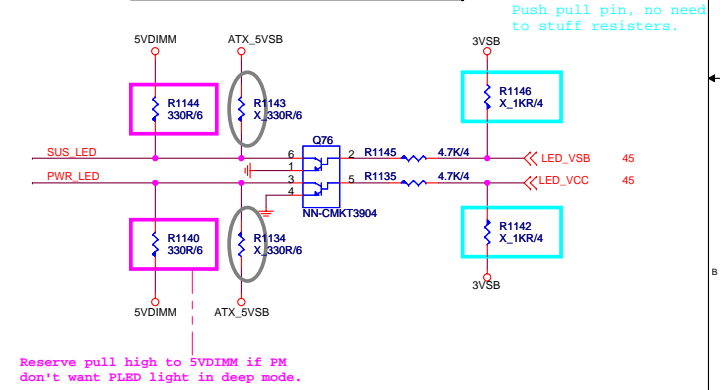 Push pull pin, no need
to stuff resisters.
5VDIMM
ATX_5VSB
3VSB
R1144
330R/6
R1143
X_330R/6
R1146
X_1KR/4
Q76
SUS_LED
6
2
R1145
4.7K/4
LED_VSB
45
1
PWR_LED
3
5
R1135
4.7K/4
LED_VCC
45
4
NN-CMKT3904
R1140
330R/6
R1134
X_330R/6
R1142
X_1KR/4
B
5VDIMM
ATX_5VSB
3VSB
Reserve pull high to 5VDIMM if PM
don't want PLED light in deep mode.